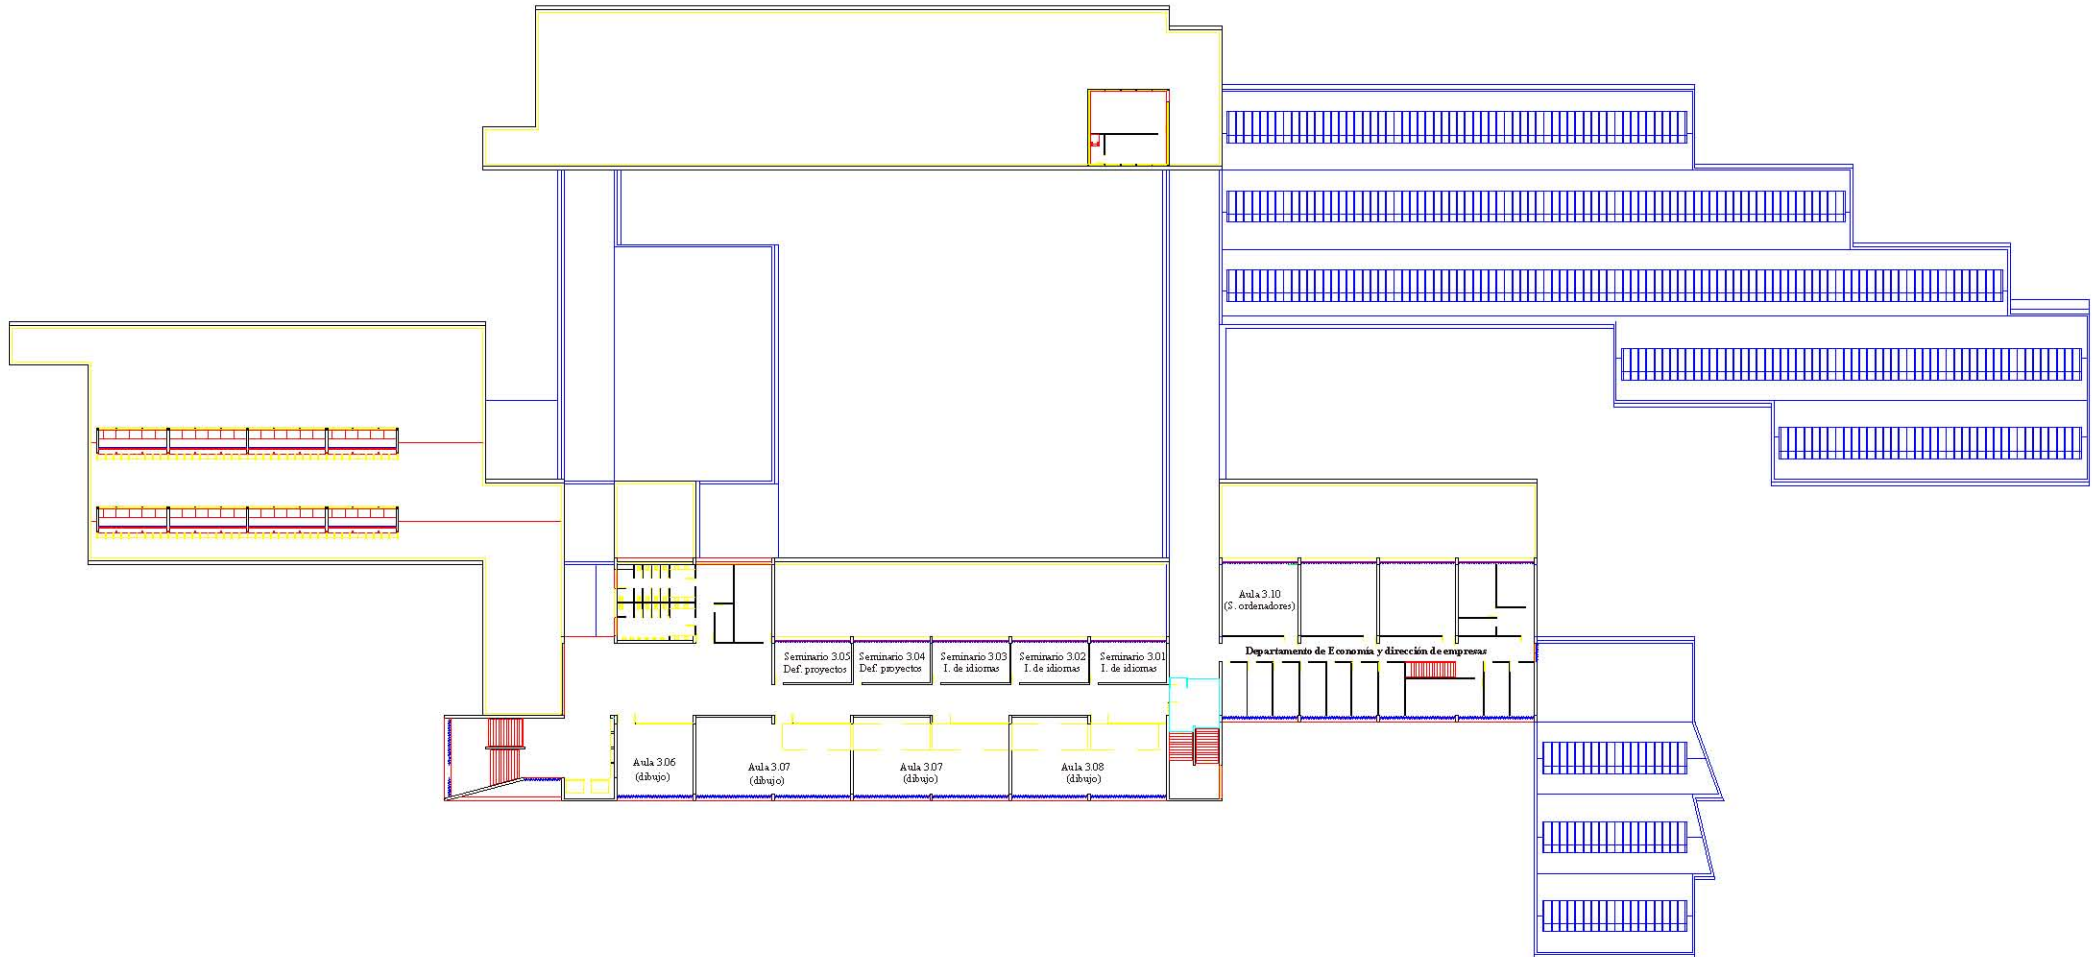 Aula 3.10
(S. ordenadores)
Departamento de Economía y dirección de empresas
Seminario 3.05
Def. proyectos
Seminario 3.04
Def. proyectos
Seminario 3.03
I. de idiomas
Seminario 3.02
I. de idiomas
Seminario 3.01
I. de idiomas
Aula 3.06
(dibujo)
Aula 3.07
(dibujo)
Aula 3.07
(dibujo)
Aula 3.08
(dibujo)